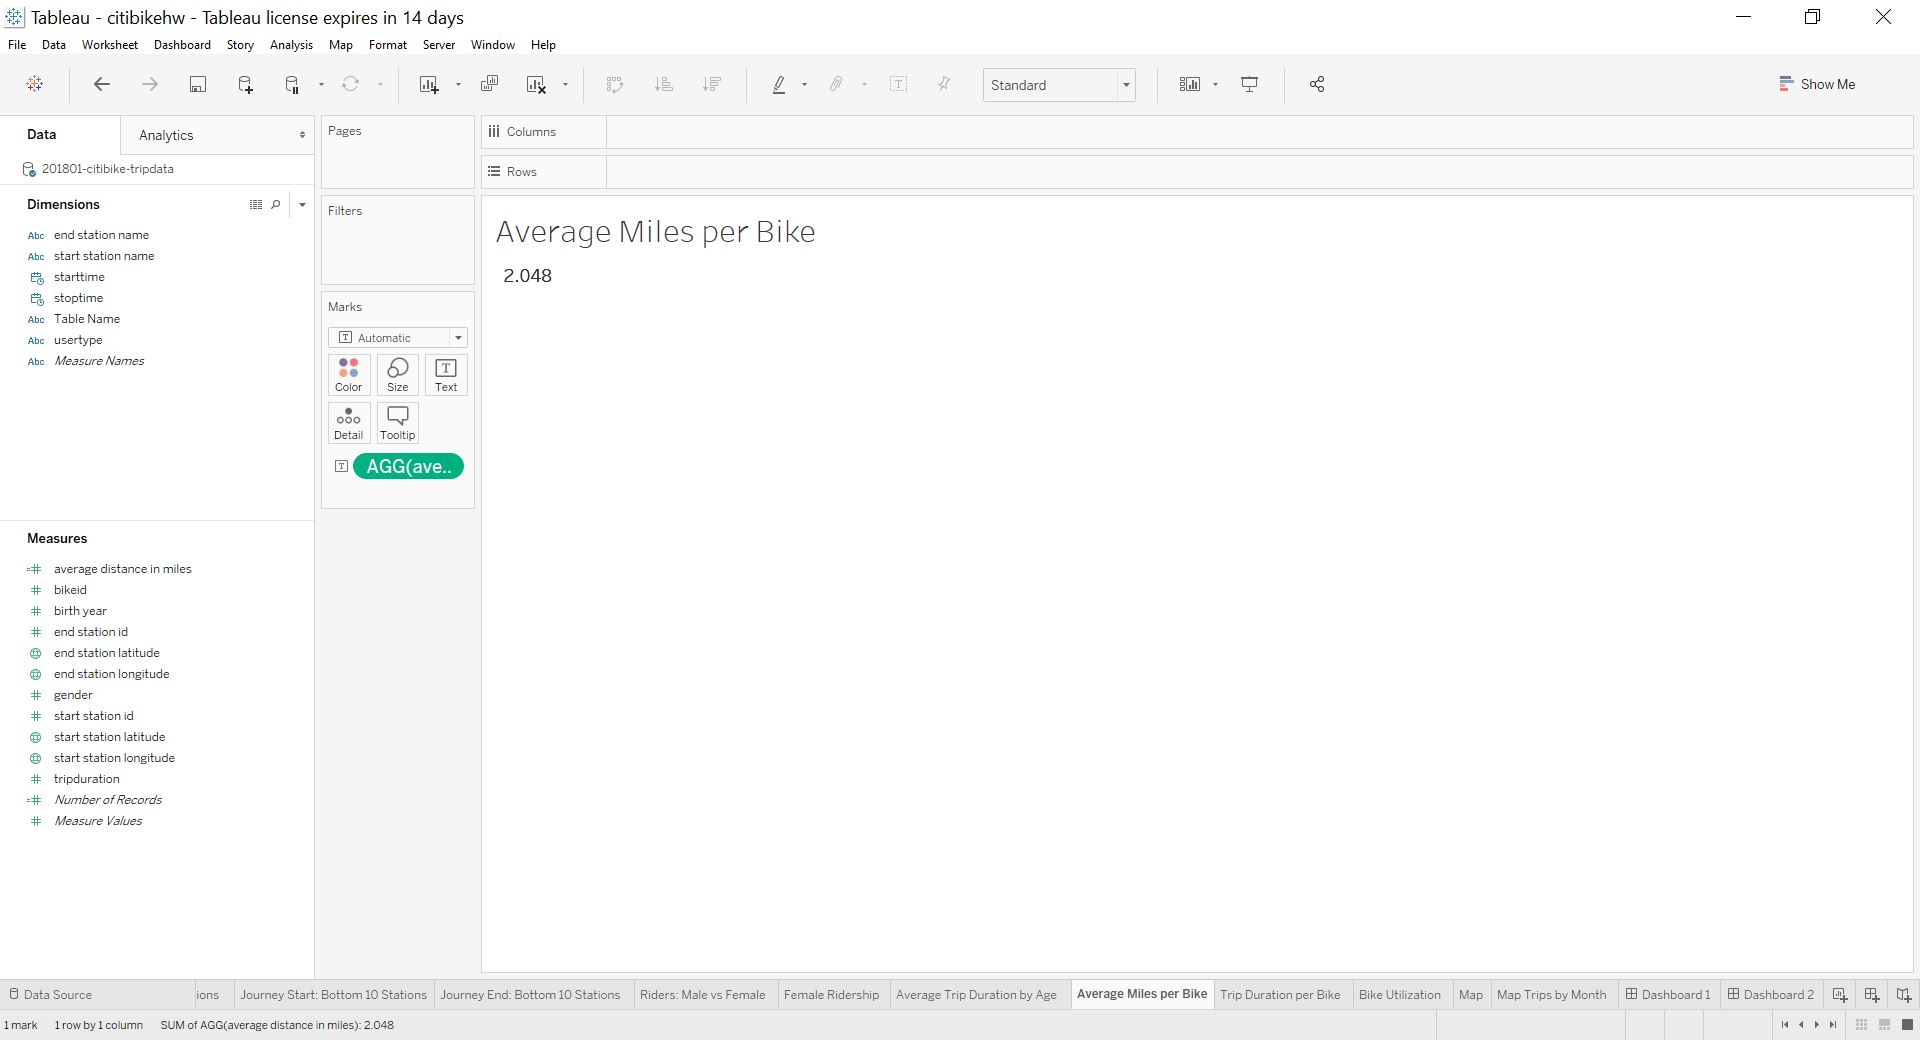 Tableau - citibikehw - Tableau license expires in 14 days
File Data Worksheet Dashboard Story Analysis Map Format Server Window Help
Standard
Show Me
Data
Analytics
201801-citibike-tripdata
Dimensions
Abc end station name
Abc start station name
starttime
stoptime
Abc Table Name
Abc usertype
Abc Measure Names
Measures
average distance in miles
bikeid
birth year
end station id
end station latitude
end station longitude
gender
start station id
start station latitude
start station longitude
tripduration
Number of Records
Measure Values
Pages
Filters
Marks
T Automatic
Color Size T Text
Detail Tooltip
T AGG(ave..
Columns
Rows
Average Miles per Bike
2.048
Data Source ions Journey Start: Bottom 10 Stations Journey End: Bottom 10 Stations Riders: Male vs Female Female Ridership Average Trip Duration by Age Average Miles per Bike Trip Duration per Bike Bike Utilization Map Map Trips by Month Dashboard 1 Dashboard 2
1 mark 1 row by 1 column SUM of AGG(average distance in miles): 2.048